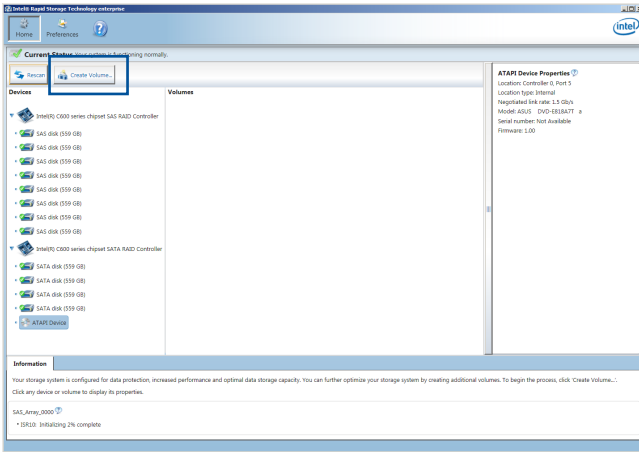 Intel® Rapid Storage Technology enterprise
Home
Preferences
intel
Current Status Your system is functioning normally.
Rescan
Create Volume...
Devices
Volumes
Intel(R) C600 series chipset SAS RAID Controller
SAS disk (559 GB)
SAS disk (559 GB)
SAS disk (559 GB)
SAS disk (559 GB)
SAS disk (559 GB)
SAS disk (559 GB)
SAS disk (559 GB)
SAS disk (559 GB)
Intel(R) C600 series chipset SATA RAID Controller
SATA disk (559 GB)
SATA disk (559 GB)
SATA disk (559 GB)
SATA disk (559 GB)
ATAPI Device
ATAPI Device Properties ?
Location: Controller 0, Port 5
Location type: Internal
Negotiated link rate: 1.5 Gb/s
Model: ASUS DVD-E818A7T a
Serial number: Not Available
Firmware: 1.00
Information
Your storage system is configured for data protection, increased performance and optimal data storage capacity. You can further optimize your storage system by creating additional volumes. To begin the process, click 'Create Volume...'.
Click any device or volume to display its properties.
SAS_Array_0000 ?
• ISR10: Initializing 2% complete